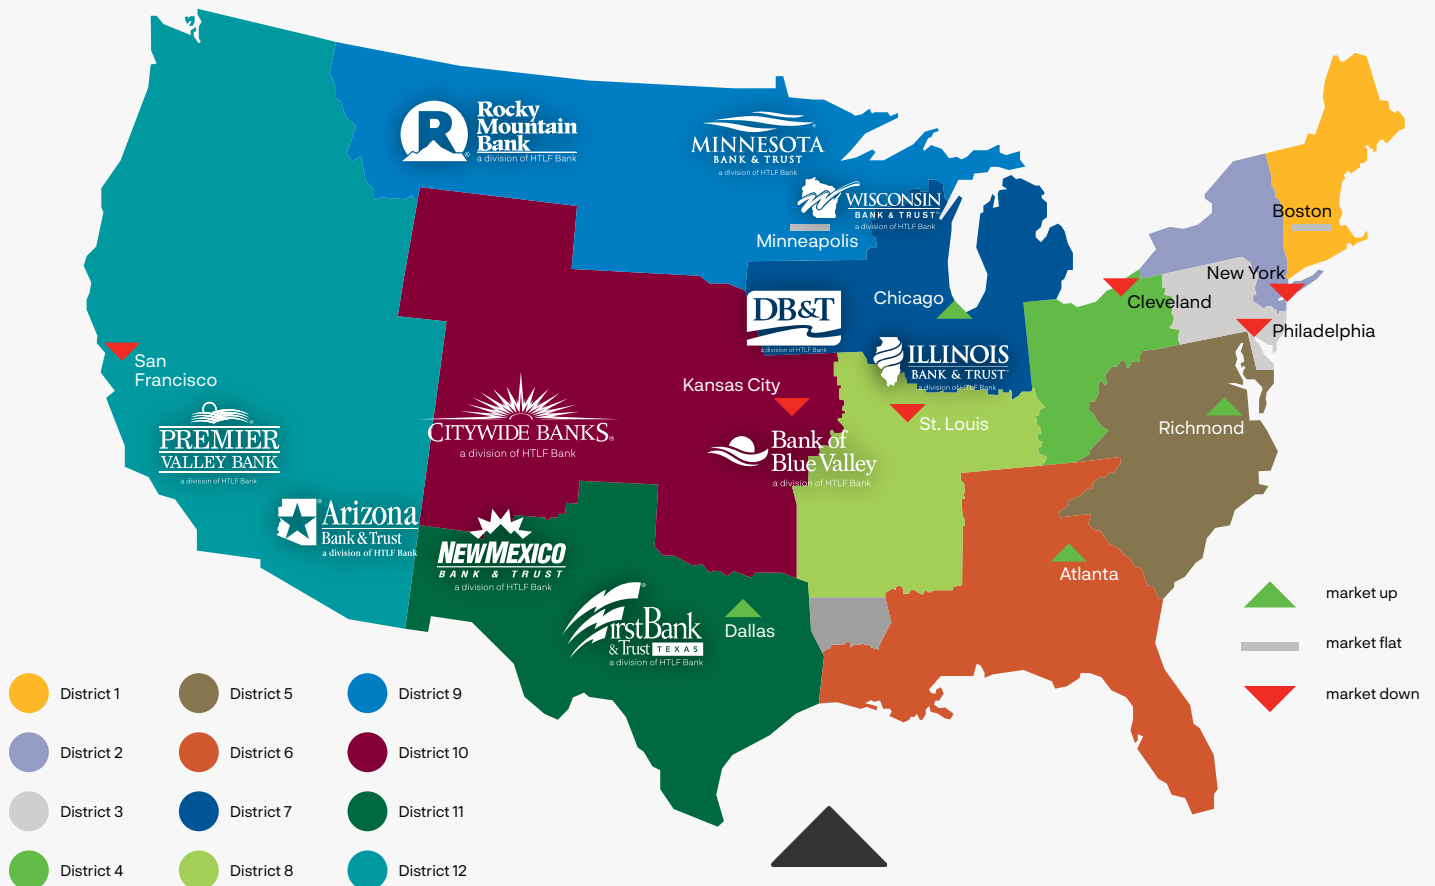 Rocky
Mountain
Bank
a division of HTLF Bank
MINNESOTA
BANK & TRUST
a division of HTLF Bank
WISCONSIN
BANK & TRUST
a division of HTLF Bank
Minneapolis
Boston
New York
Cleveland
Philadelphia
Chicago
DB&T
a division of HTLF Bank
ILLINOIS
BANK & TRUST
a division of HTLF Bank
San
Francisco
Kansas City
St. Louis
Richmond
PREMIER
VALLEY BANK
a division of HTLF Bank
CITYWIDE BANKS®
a division of HTLF Bank
Bank of
Blue Valley
a division of HTLF Bank
Arizona
Bank & Trust
a division of HTLF Bank
NEW MEXICO
BANK & TRUST
a division of HTLF Bank
FirstBank
& Trust TEXAS
a division of HTLF Bank
Dallas
Atlanta
market up
market flat
market down
District 1
District 5
District 9
District 2
District 6
District 10
District 3
District 7
District 11
District 4
District 8
District 12